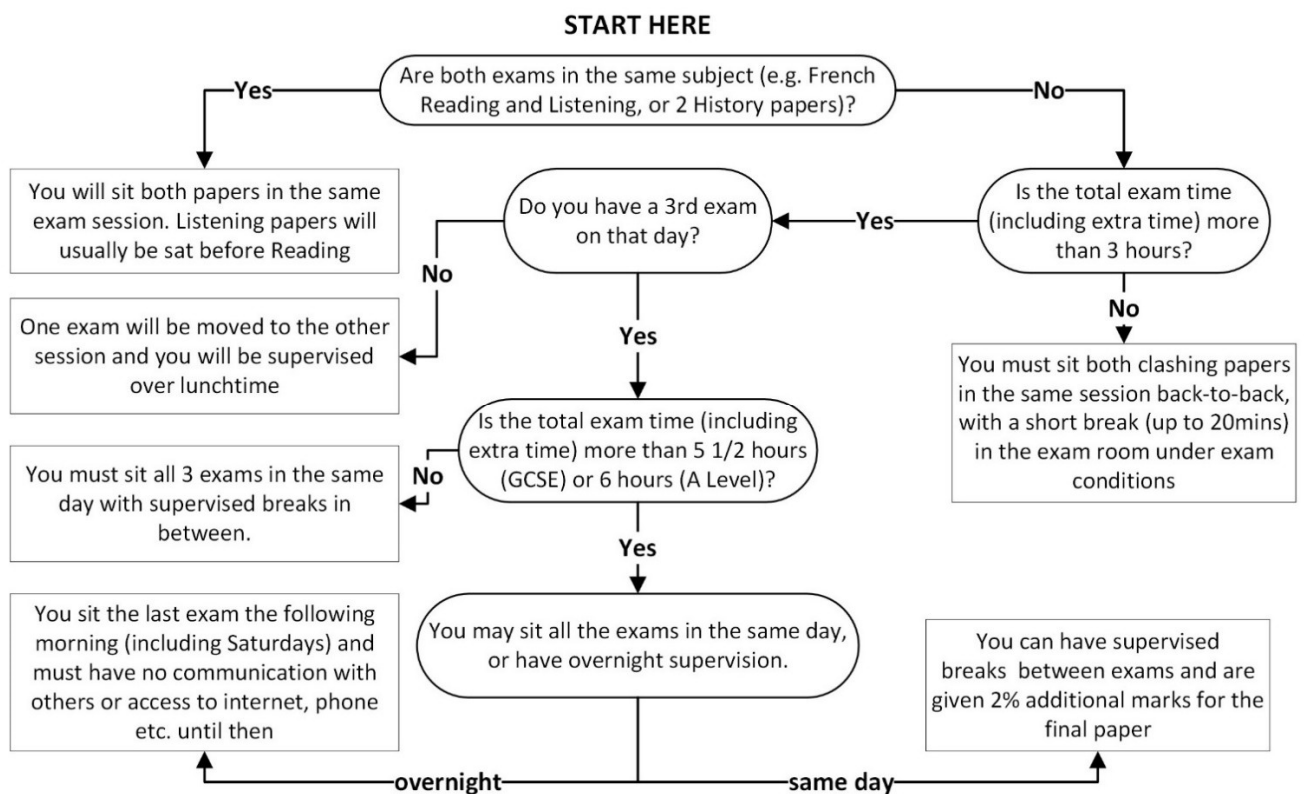 START HERE
Are both exams in the same subject (e.g. French
Reading and Listening, or 2 History papers)?
Yes
No
You will sit both papers in the same
exam session. Listening papers will
usually be sat before Reading
Do you have a 3rd exam
on that day?
Yes
Is the total exam time
(including extra time) more
than 3 hours?
No
One exam will be moved to the other
session and you will be supervised
over lunchtime
Yes
No
You must sit both clashing papers
in the same session back-to-back,
with a short break (up to 20mins)
in the exam room under exam
conditions
Is the total exam time (including
extra time) more than 5 1/2 hours
(GCSE) or 6 hours (A Level)?
No
You must sit all 3 exams in the same
day with supervised breaks in
between.
Yes
You may sit all the exams in the same day,
or have overnight supervision.
You sit the last exam the following
morning (including Saturdays) and
must have no communication with
others or access to internet, phone
etc. until then
You can have supervised
breaks between exams and are
given 2% additional marks for the
final paper
overnight
same day